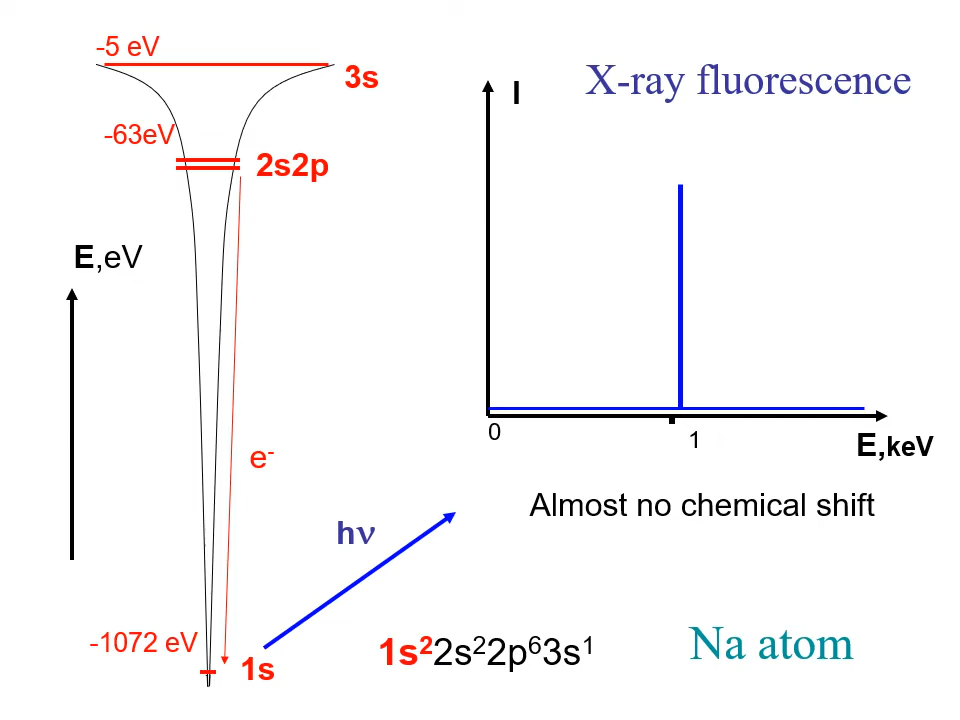 -5 eV
3s
X-ray fluorescence
I
-63eV
2s2p
E,eV
0
1
E,keV
e-
Almost no chemical shift
hν
-1072 eV
1s
1s²2s²2p⁶3s¹
Na atom